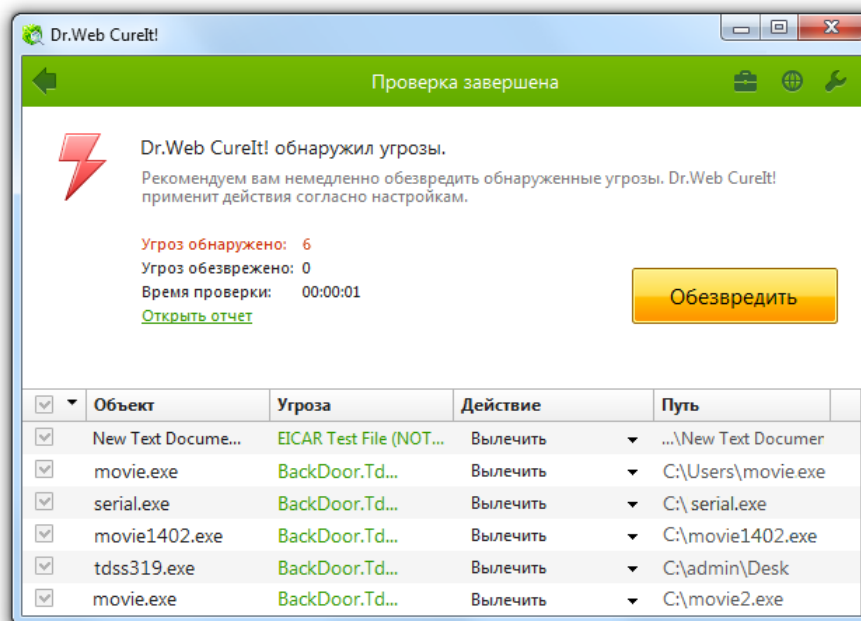 Dr.Web CureIt!
Проверка завершена
Dr.Web CureIt! обнаружил угрозы.
Рекомендуем вам немедленно обезвредить обнаруженные угрозы. Dr.Web CureIt!
применит действия согласно настройкам.
Угроз обнаружено: 6
Угроз обезврежено: 0
Время проверки: 00:00:01
Открыть отчет
Обезвредить
Объект Угроза Действие Путь
New Text Docume... EICAR Test File (NOT... Вылечить ...\New Text Documer
movie.exe BackDoor.Td... Вылечить C:\Users\movie.exe
serial.exe BackDoor.Td... Вылечить C:\ serial.exe
movie1402.exe BackDoor.Td... Вылечить C:\movie1402.exe
tdss319.exe BackDoor.Td... Вылечить C:\admin\Desk
movie.exe BackDoor.Td... Вылечить C:\movie2.exe